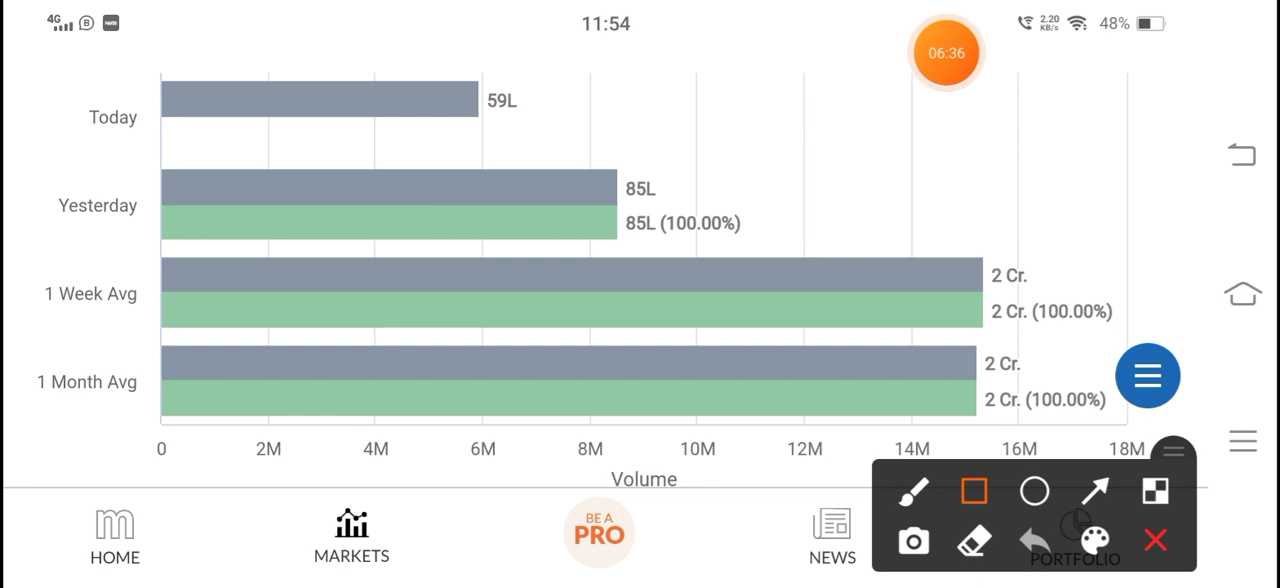 4G B 11:54 2.20 KB/s 48%
06:36
Today 59L
Yesterday 85L
85L (100.00%)
1 Week Avg 2 Cr.
2 Cr. (100.00%)
1 Month Avg 2 Cr.
2 Cr. (100.00%)
0 2M 4M 6M 8M 10M 12M 14M 16M 18M
Volume
HOME MARKETS BE A PRO NEWS PORTFOLIO